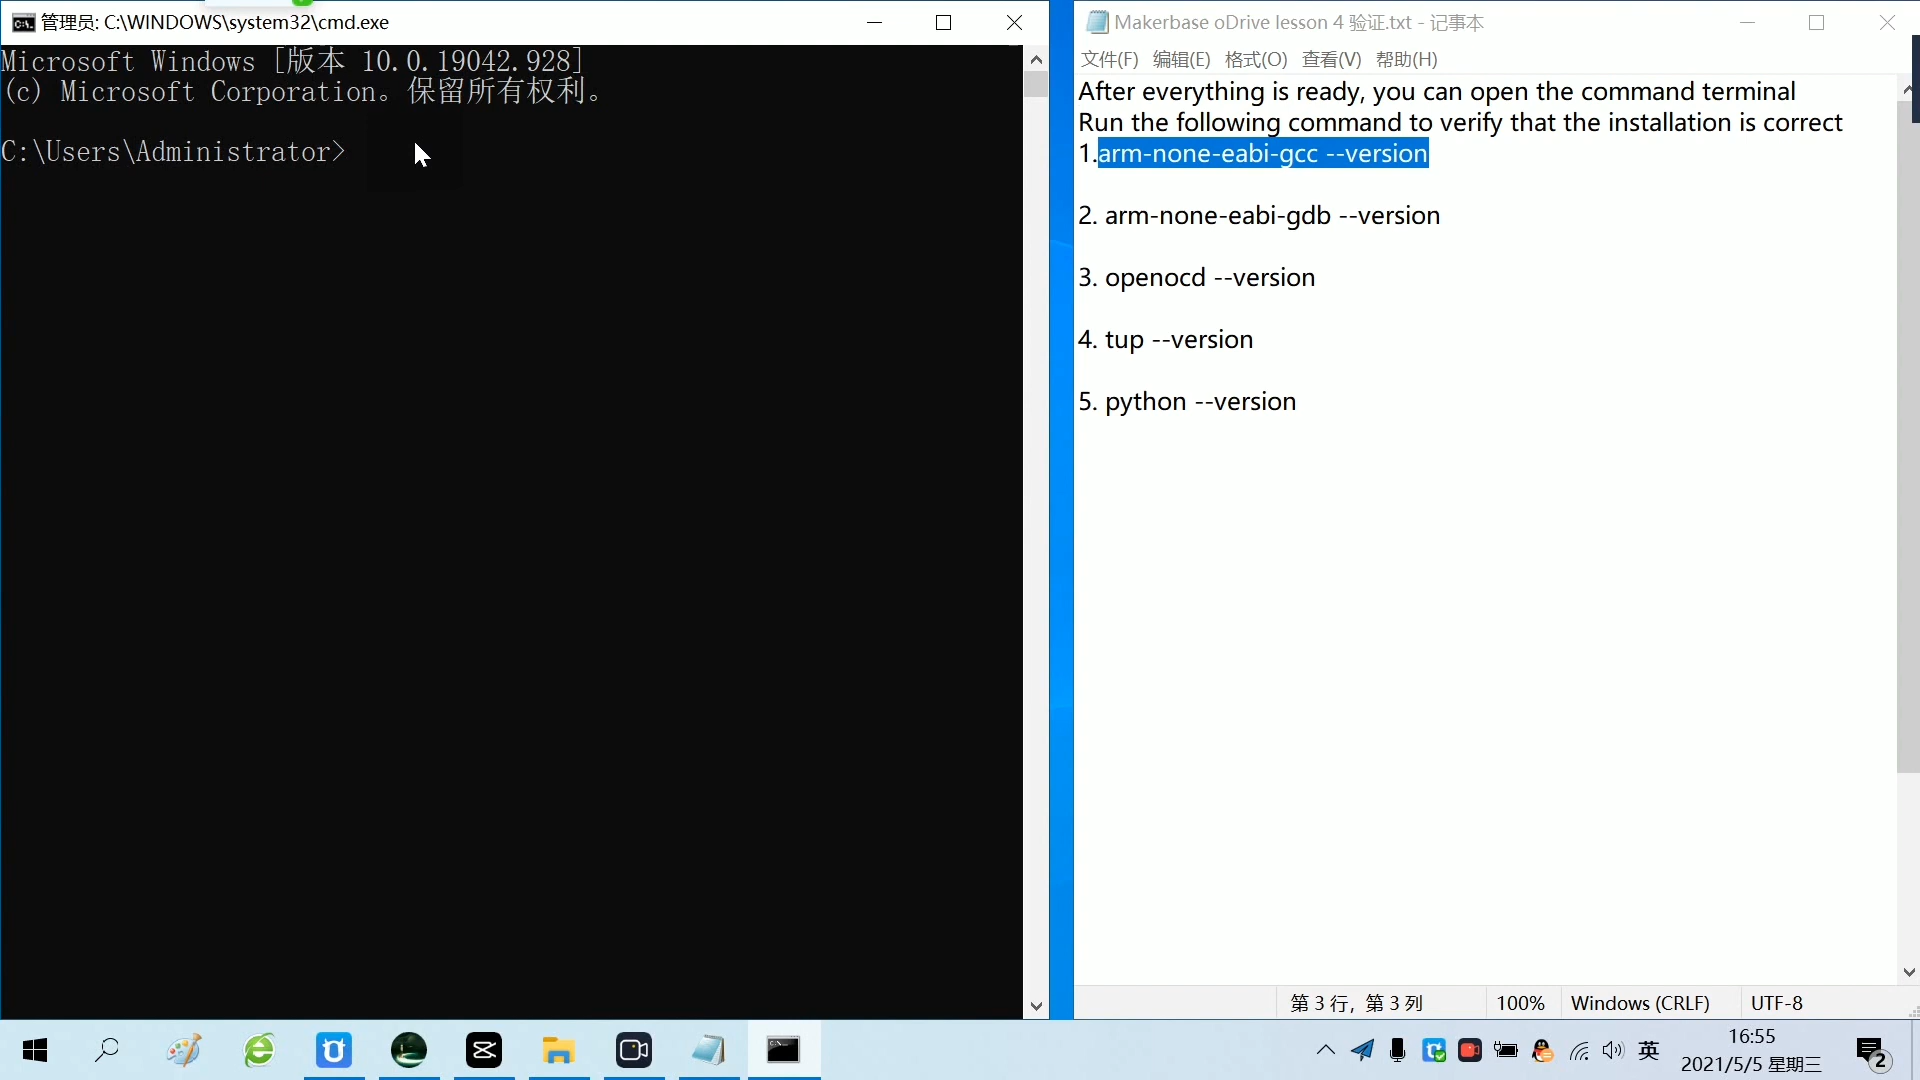 管理员: C:\WINDOWS\system32\cmd.exe
Microsoft Windows [版本 10.0.19042.928]
(c) Microsoft Corporation。保留所有权利。
C:\Users\Administrator>
Makerbase oDrive lesson 4 验证.txt - 记事本
文件(F) 编辑(E) 格式(O) 查看(V) 帮助(H)
After everything is ready, you can open the command terminal
Run the following command to verify that the installation is correct
1.arm-none-eabi-gcc --version
2. arm-none-eabi-gdb --version
3. openocd --version
4. tup --version
5. python --version
第 3 行，第 3 列 100% Windows (CRLF) UTF-8
英 16:55
2021/5/5 星期三 2